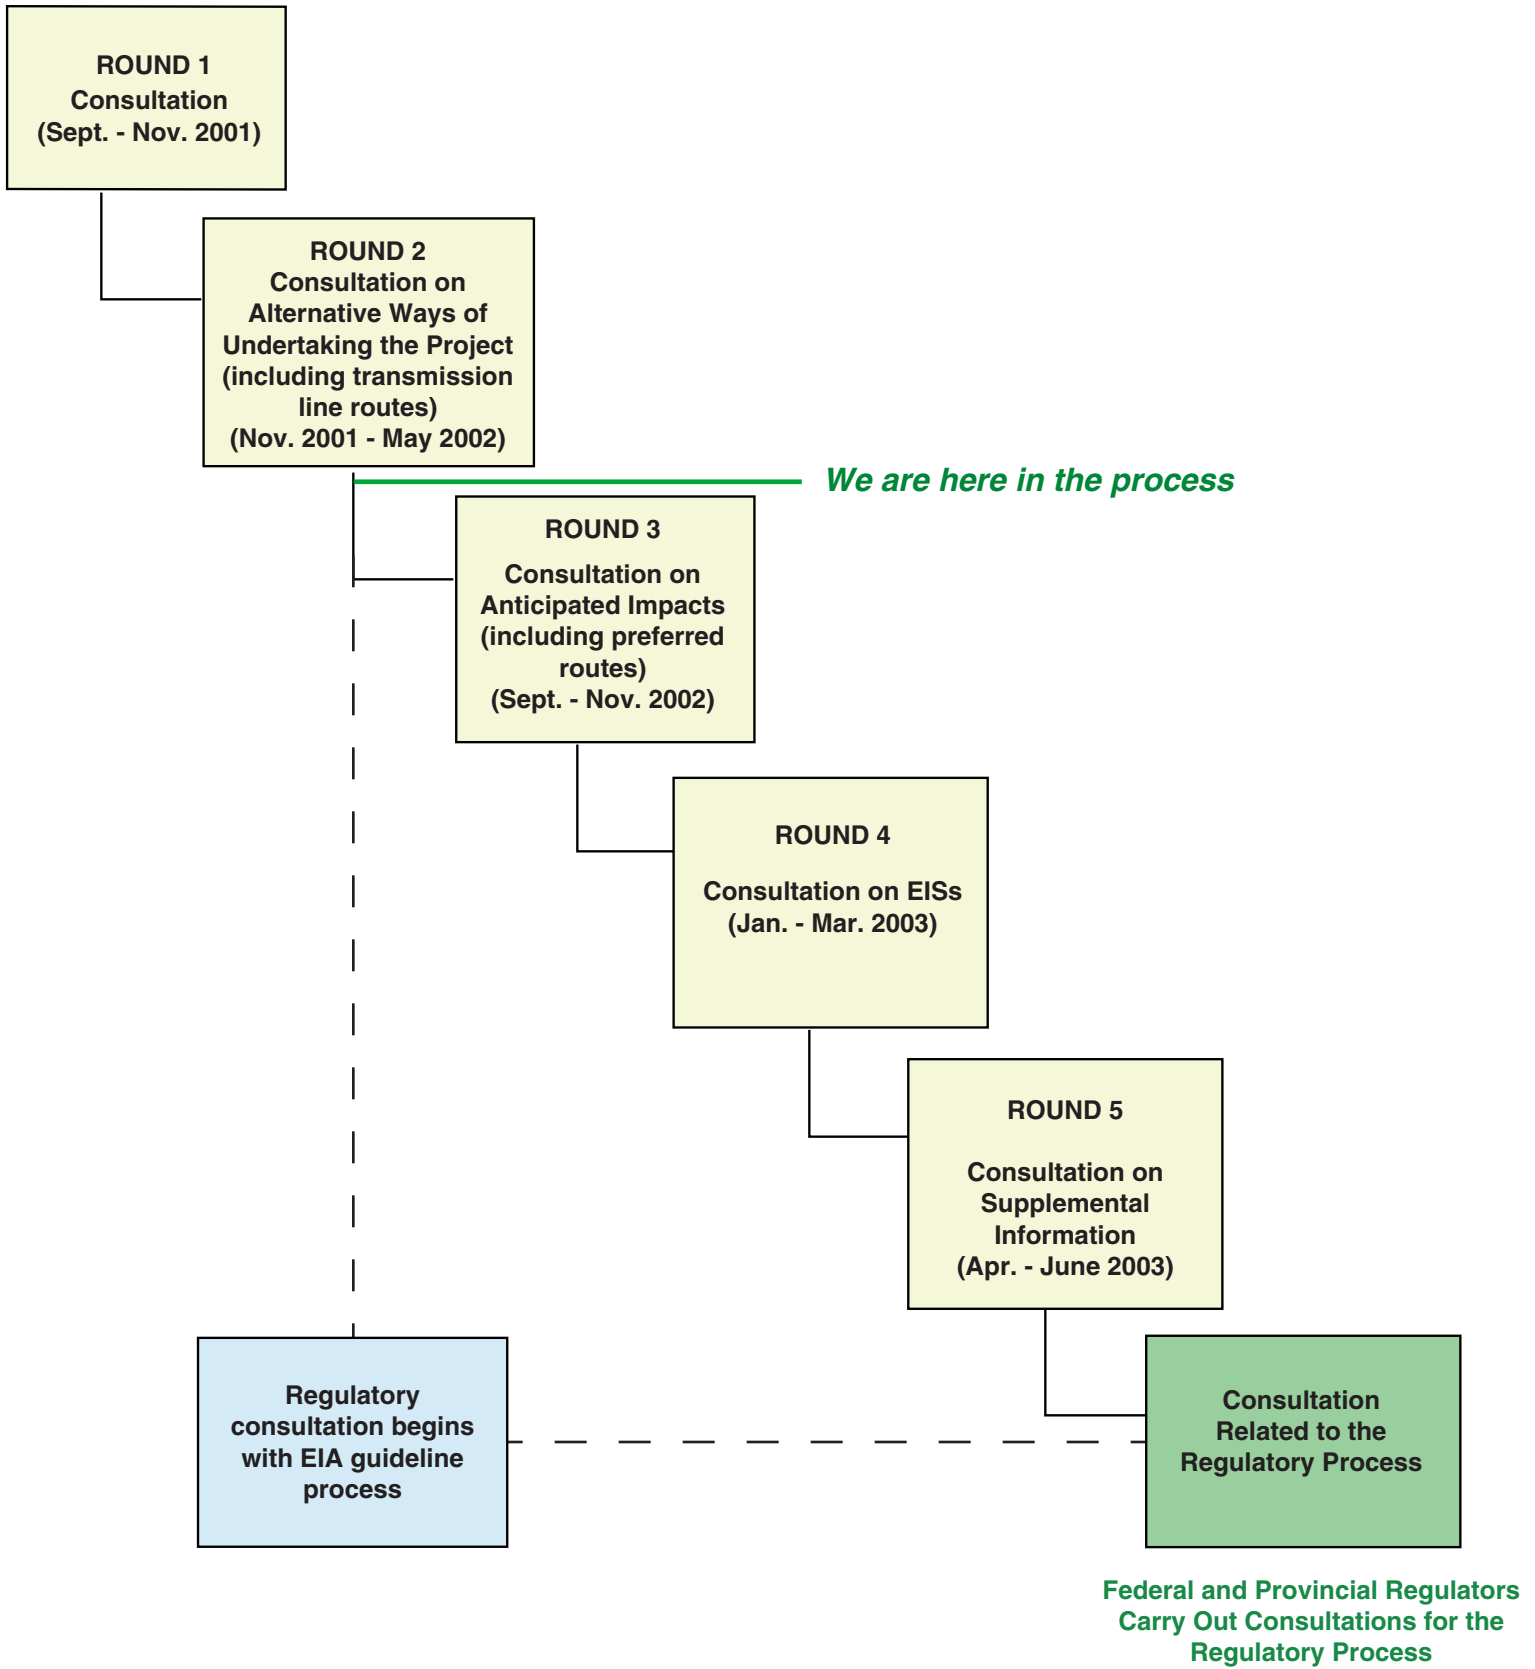 ROUND 1
Consultation
(Sept. - Nov. 2001)
ROUND 2
Consultation on
Alternative Ways of
Undertaking the Project
(including transmission
line routes)
(Nov. 2001 - May 2002)
We are here in the process
ROUND 3
Consultation on
Anticipated Impacts
(including preferred
routes)
(Sept. - Nov. 2002)
ROUND 4
Consultation on EISs
(Jan. - Mar. 2003)
ROUND 5
Consultation on
Supplemental
Information
(Apr. - June 2003)
Regulatory
consultation begins
with EIA guideline
process
Consultation
Related to the
Regulatory Process
Federal and Provincial Regulators
Carry Out Consultations for the
Regulatory Process